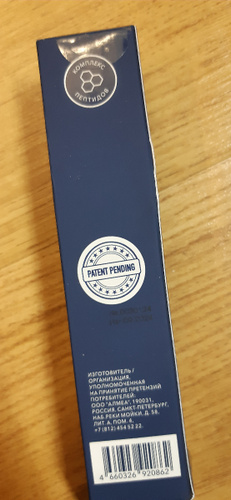 КОМПЛЕКС
ПЕПТИДОВ
PATENT PENDING
ИЗГОТОВИТЕЛЬ/
ОРГАНИЗАЦИЯ,
УПОЛНОМОЧЕННАЯ
НА ПРИНЯТИЕ ПРЕТЕНЗИЙ
ПОТРЕБИТЕЛЕЙ:
ООО "АЛМЕА", 190031,
РОССИЯ, САНКТ-ПЕТЕРБУРГ,
НАБ.РЕКИ МОЙКИ, Д. 58,
ЛИТ. А, ПОМ. 8.
+7 (812) 454 52 22
4 660326 920862